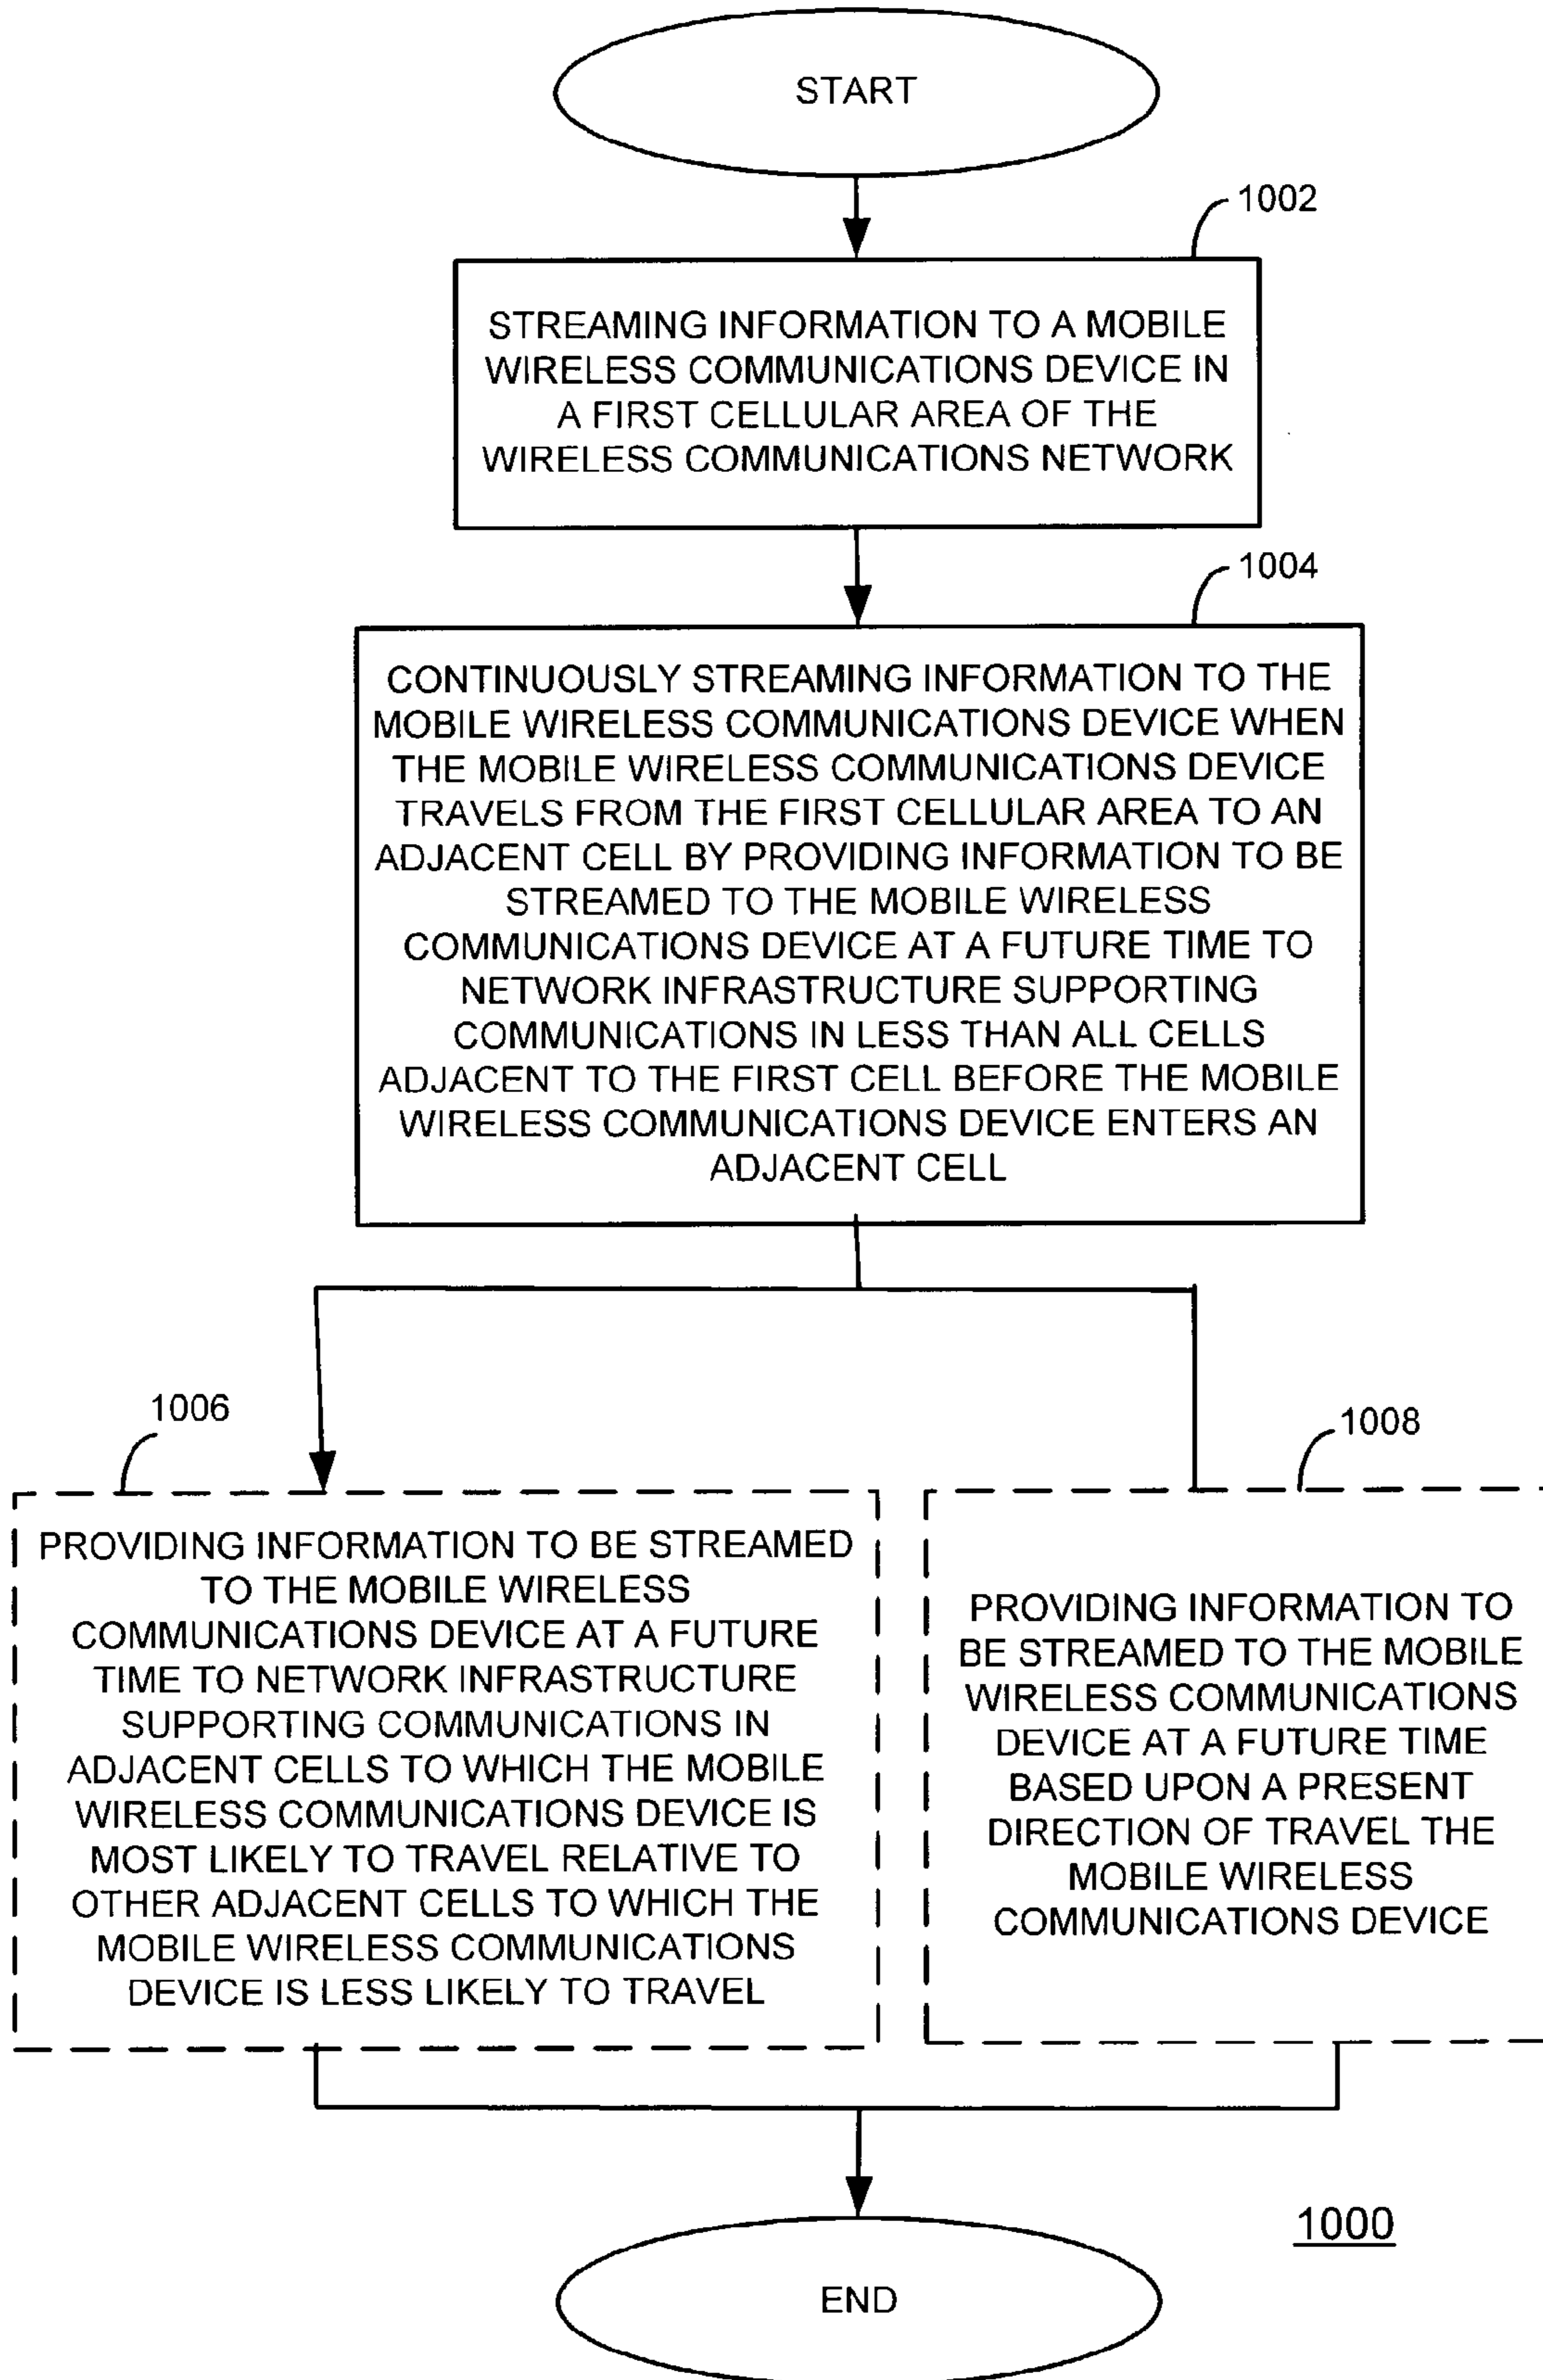 START
1002
STREAMING INFORMATION TO A MOBILE
WIRELESS COMMUNICATIONS DEVICE IN
A FIRST CELLULAR AREA OF THE
WIRELESS COMMUNICATIONS NETWORK
1004
CONTINUOUSLY STREAMING INFORMATION TO THE
MOBILE WIRELESS COMMUNICATIONS DEVICE WHEN
THE MOBILE WIRELESS COMMUNICATIONS DEVICE
TRAVELS FROM THE FIRST CELLULAR AREA TO AN
ADJACENT CELL BY PROVIDING INFORMATION TO BE
STREAMED TO THE MOBILE WIRELESS
COMMUNICATIONS DEVICE AT A FUTURE TIME TO
NETWORK INFRASTRUCTURE SUPPORTING
COMMUNICATIONS IN LESS THAN ALL CELLS
ADJACENT TO THE FIRST CELL BEFORE THE MOBILE
WIRELESS COMMUNICATIONS DEVICE ENTERS AN
ADJACENT CELL
1006
PROVIDING INFORMATION TO BE STREAMED
TO THE MOBILE WIRELESS
COMMUNICATIONS DEVICE AT A FUTURE
TIME TO NETWORK INFRASTRUCTURE
SUPPORTING COMMUNICATIONS IN
ADJACENT CELLS TO WHICH THE MOBILE
WIRELESS COMMUNICATIONS DEVICE IS
MOST LIKELY TO TRAVEL RELATIVE TO
OTHER ADJACENT CELLS TO WHICH THE
MOBILE WIRELESS COMMUNICATIONS
DEVICE IS LESS LIKELY TO TRAVEL
1008
PROVIDING INFORMATION TO
BE STREAMED TO THE MOBILE
WIRELESS COMMUNICATIONS
DEVICE AT A FUTURE TIME
BASED UPON A PRESENT
DIRECTION OF TRAVEL THE
MOBILE WIRELESS
COMMUNICATIONS DEVICE
1000
END